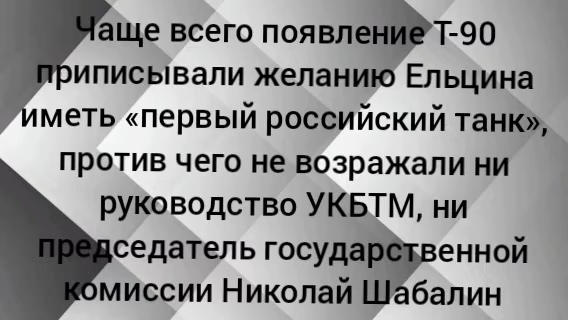 Чаще всего появление Т-90
приписывали желанию Ельцина
иметь «первый российский танк»,
против чего не возражали ни
руководство УКБТМ, ни
председатель государственной
комиссии Николай Шабалин